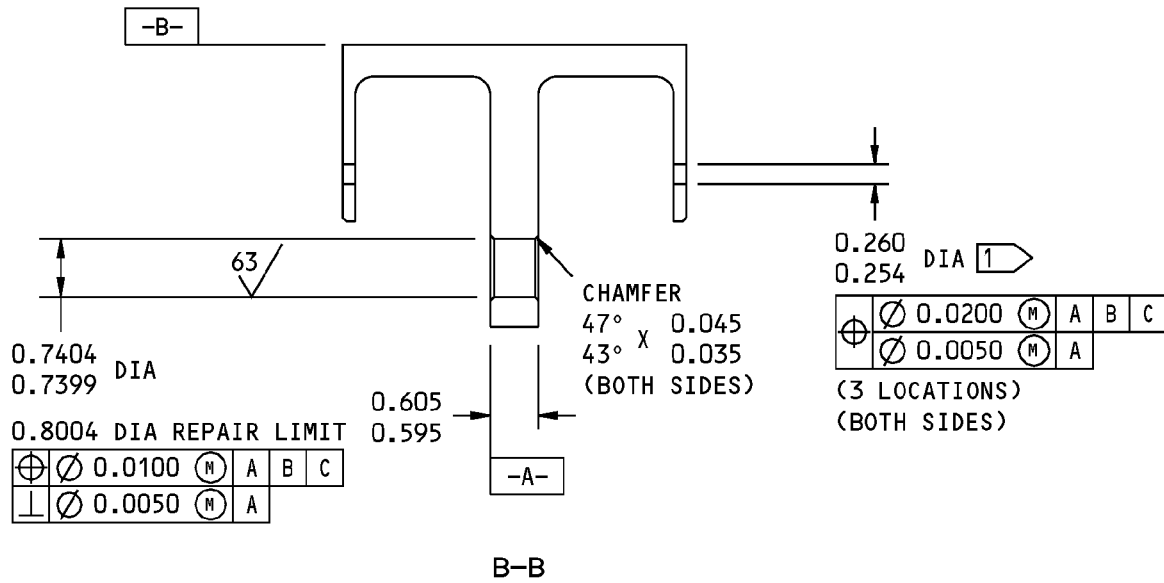 -B-
63
0.7404
0.7399 DIA
0.8004 DIA REPAIR LIMIT
⌖ Ø 0.0100 Ⓜ A B C
⊥ Ø 0.0050 Ⓜ A
CHAMFER
47° X 0.045
43° 0.035
(BOTH SIDES)
0.605
0.595
-A-
0.260
0.254 DIA 1
⌖ Ø 0.0200 Ⓜ A B C
Ø 0.0050 Ⓜ A
(3 LOCATIONS)
(BOTH SIDES)
B-B